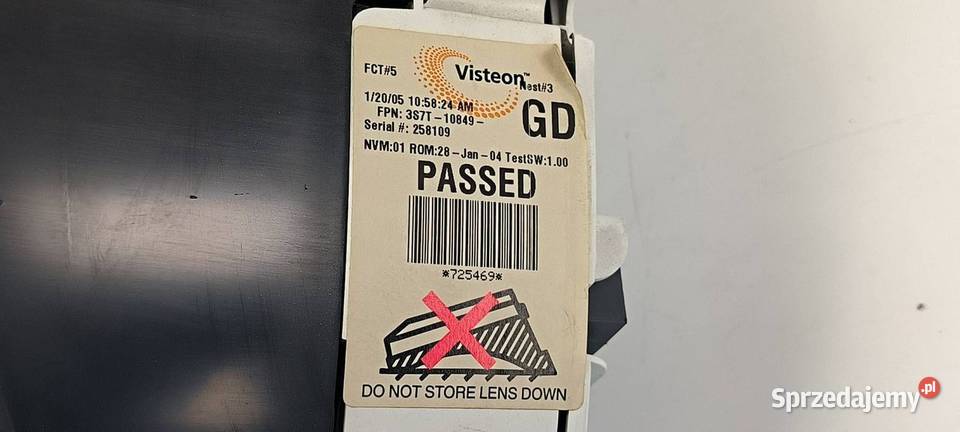 FCT#5
Visteon™
Nest#3
1/20/05 10:58:24 AM
FPN: 3S7T-10849-
GD
Serial #: 258109
NVM:01 ROM:28-Jan-04 TestSW:1.00
PASSED
*725469*
DO NOT STORE LENS DOWN
Sprzedajemy.pl